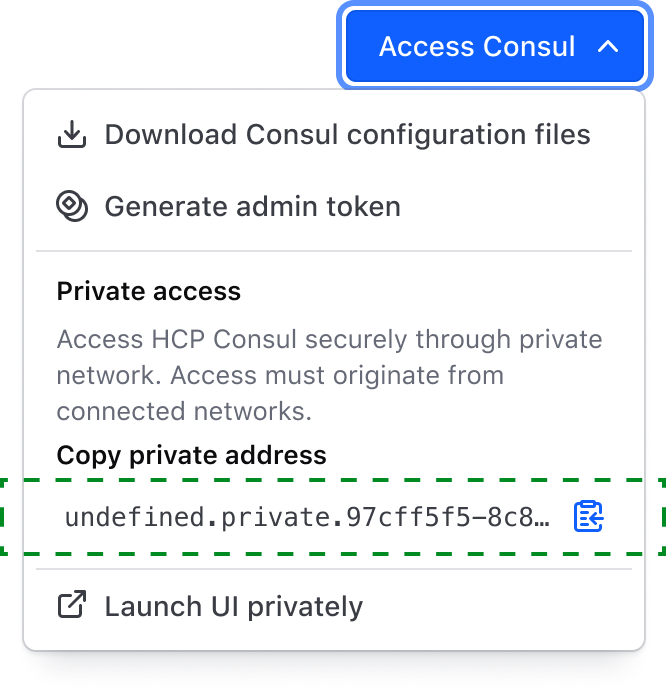 Access Consul
Download Consul configuration files
Generate admin token
Private access
Access HCP Consul securely through private
network. Access must originate from
connected networks.
Copy private address
undefined.private.97cff5f5-8c8…
Launch UI privately